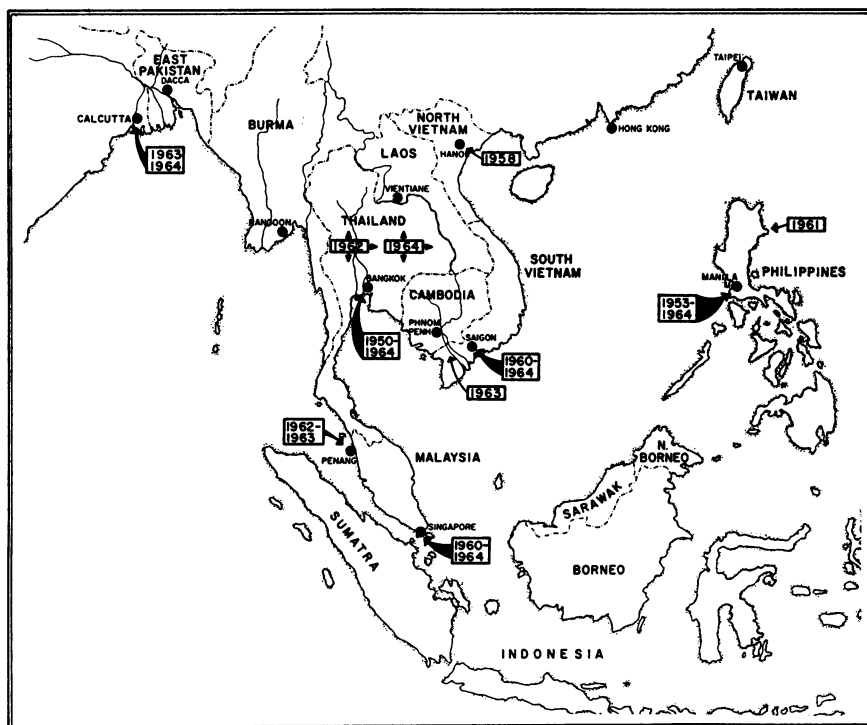 TAIPEI
TAIWAN
EAST
PAKISTAN
DACCA
CALCUTTA
1963
1964
BURMA
NORTH
VIETNAM
HANOI
1958
HONG KONG
LAOS
VIENTIANE
RANGOON
THAILAND
1962
1964
SOUTH
VIETNAM
1961
BANGKOK
CAMBODIA
MANILA
PHILIPPINES
1953-
1964
PHNOM
PENH
SAIGON
1950-
1964
1960-
1964
1963
1962-
1963
PENANG
MALAYSIA
N.
BORNEO
SARAWAK
SUMATRA
SINGAPORE
1960-
1964
BORNEO
INDONESIA